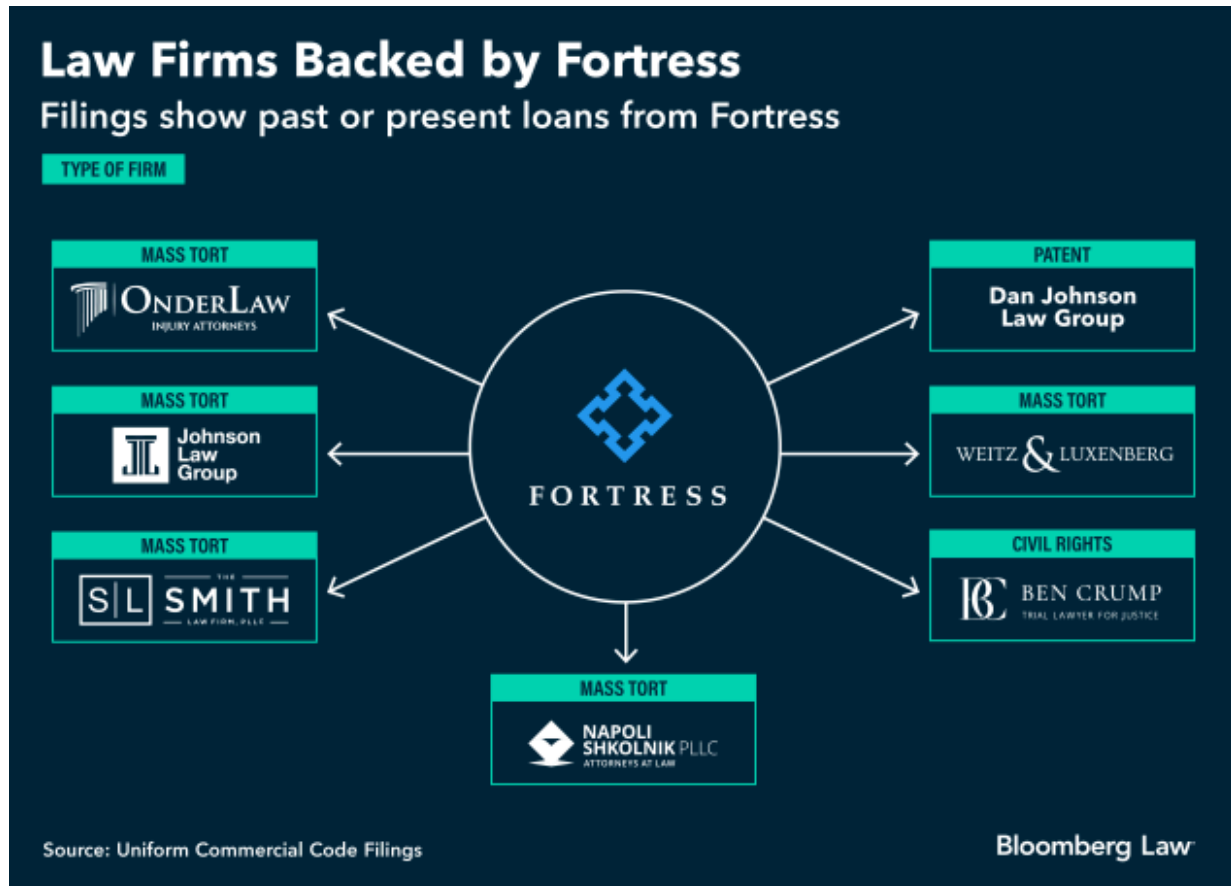 Law Firms Backed by Fortress
Filings show past or present loans from Fortress
TYPE OF FIRM
MASS TORT
ONDERLAW
INJURY ATTORNEYS
MASS TORT
Johnson
Law
Group
MASS TORT
S|L
THE
SMITH
LAW FIRM, PLLC
FORTRESS
PATENT
Dan Johnson
Law Group
MASS TORT
WEITZ & LUXENBERG
CIVIL RIGHTS
BC
BEN CRUMP
TRIAL LAWYER FOR JUSTICE
MASS TORT
NAPOLI
SHKOLNIK PLLC
ATTORNEYS AT LAW
Source: Uniform Commercial Code Filings
Bloomberg Law